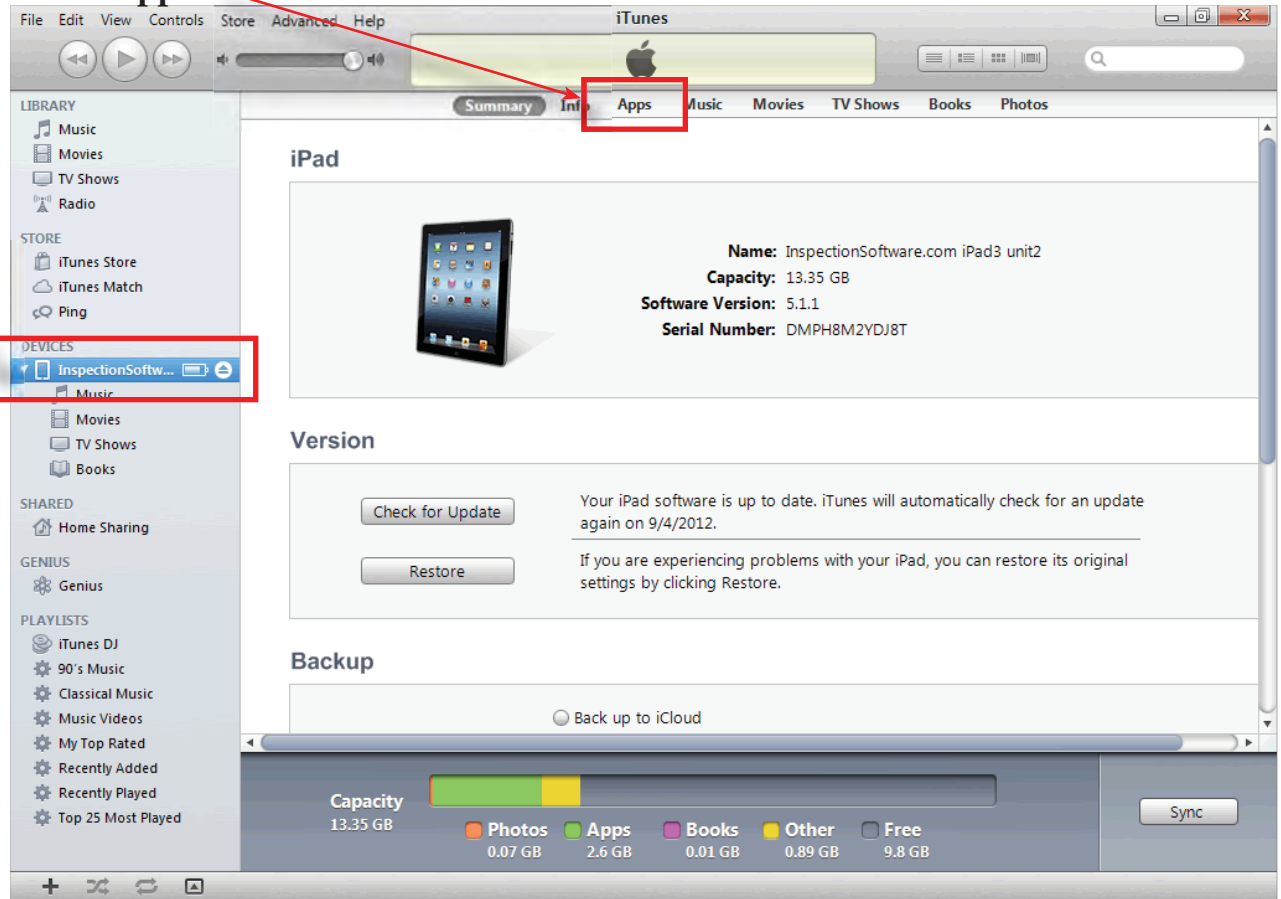 File Edit View Controls Store Advanced Help
iTunes
LIBRARY
Music
Movies
TV Shows
Radio
STORE
iTunes Store
iTunes Match
Ping
DEVICES
InspectionSoftw...
Music
Movies
TV Shows
Books
SHARED
Home Sharing
GENIUS
Genius
PLAYLISTS
iTunes DJ
90's Music
Classical Music
Music Videos
My Top Rated
Recently Added
Recently Played
Top 25 Most Played
Summary Info Apps Music Movies TV Shows Books Photos
iPad
Name: InspectionSoftware.com iPad3 unit2
Capacity: 13.35 GB
Software Version: 5.1.1
Serial Number: DMPH8M2YDJ8T
Version
Check for Update
Your iPad software is up to date. iTunes will automatically check for an update
again on 9/4/2012.
Restore
If you are experiencing problems with your iPad, you can restore its original
settings by clicking Restore.
Backup
Back up to iCloud
Capacity
13.35 GB
Photos Apps Books Other Free
0.07 GB 2.6 GB 0.01 GB 0.89 GB 9.8 GB
Sync